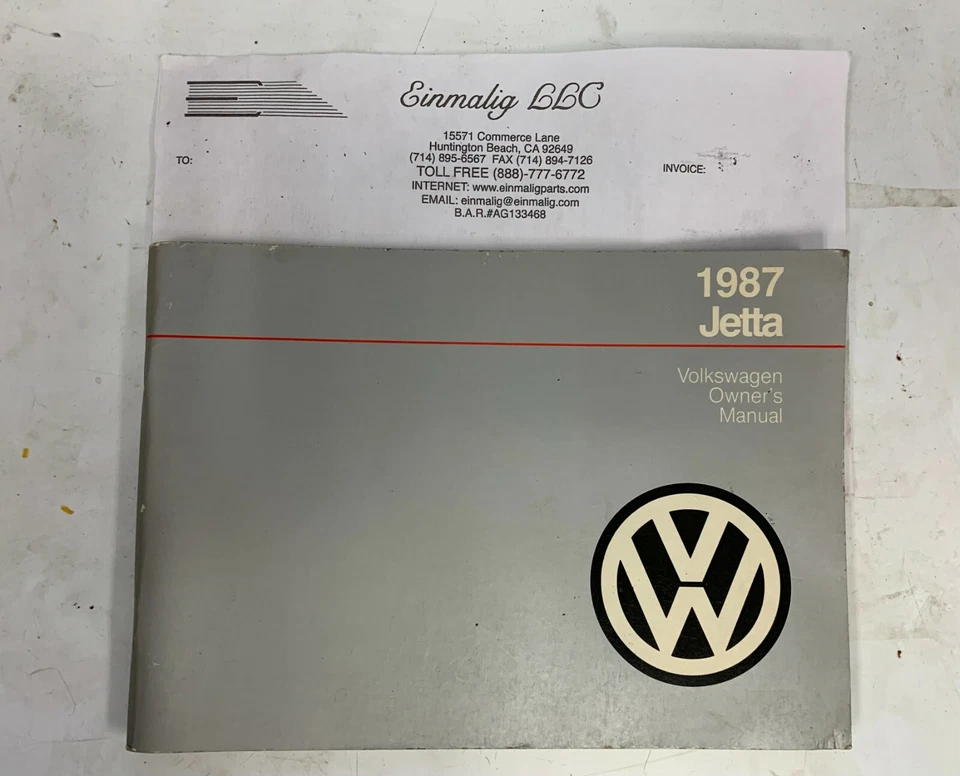 Einmalig LLC
15571 Commerce Lane
Huntington Beach, CA 92649
(714) 895-6567 FAX (714) 894-7126
TOLL FREE (888)-777-6772
INTERNET: www.einmaligparts.com
EMAIL: einmalig@einmalig.com
B.A.R.#AG133468
TO:
INVOICE:
1987
Jetta
Volkswagen
Owner's
Manual
VW